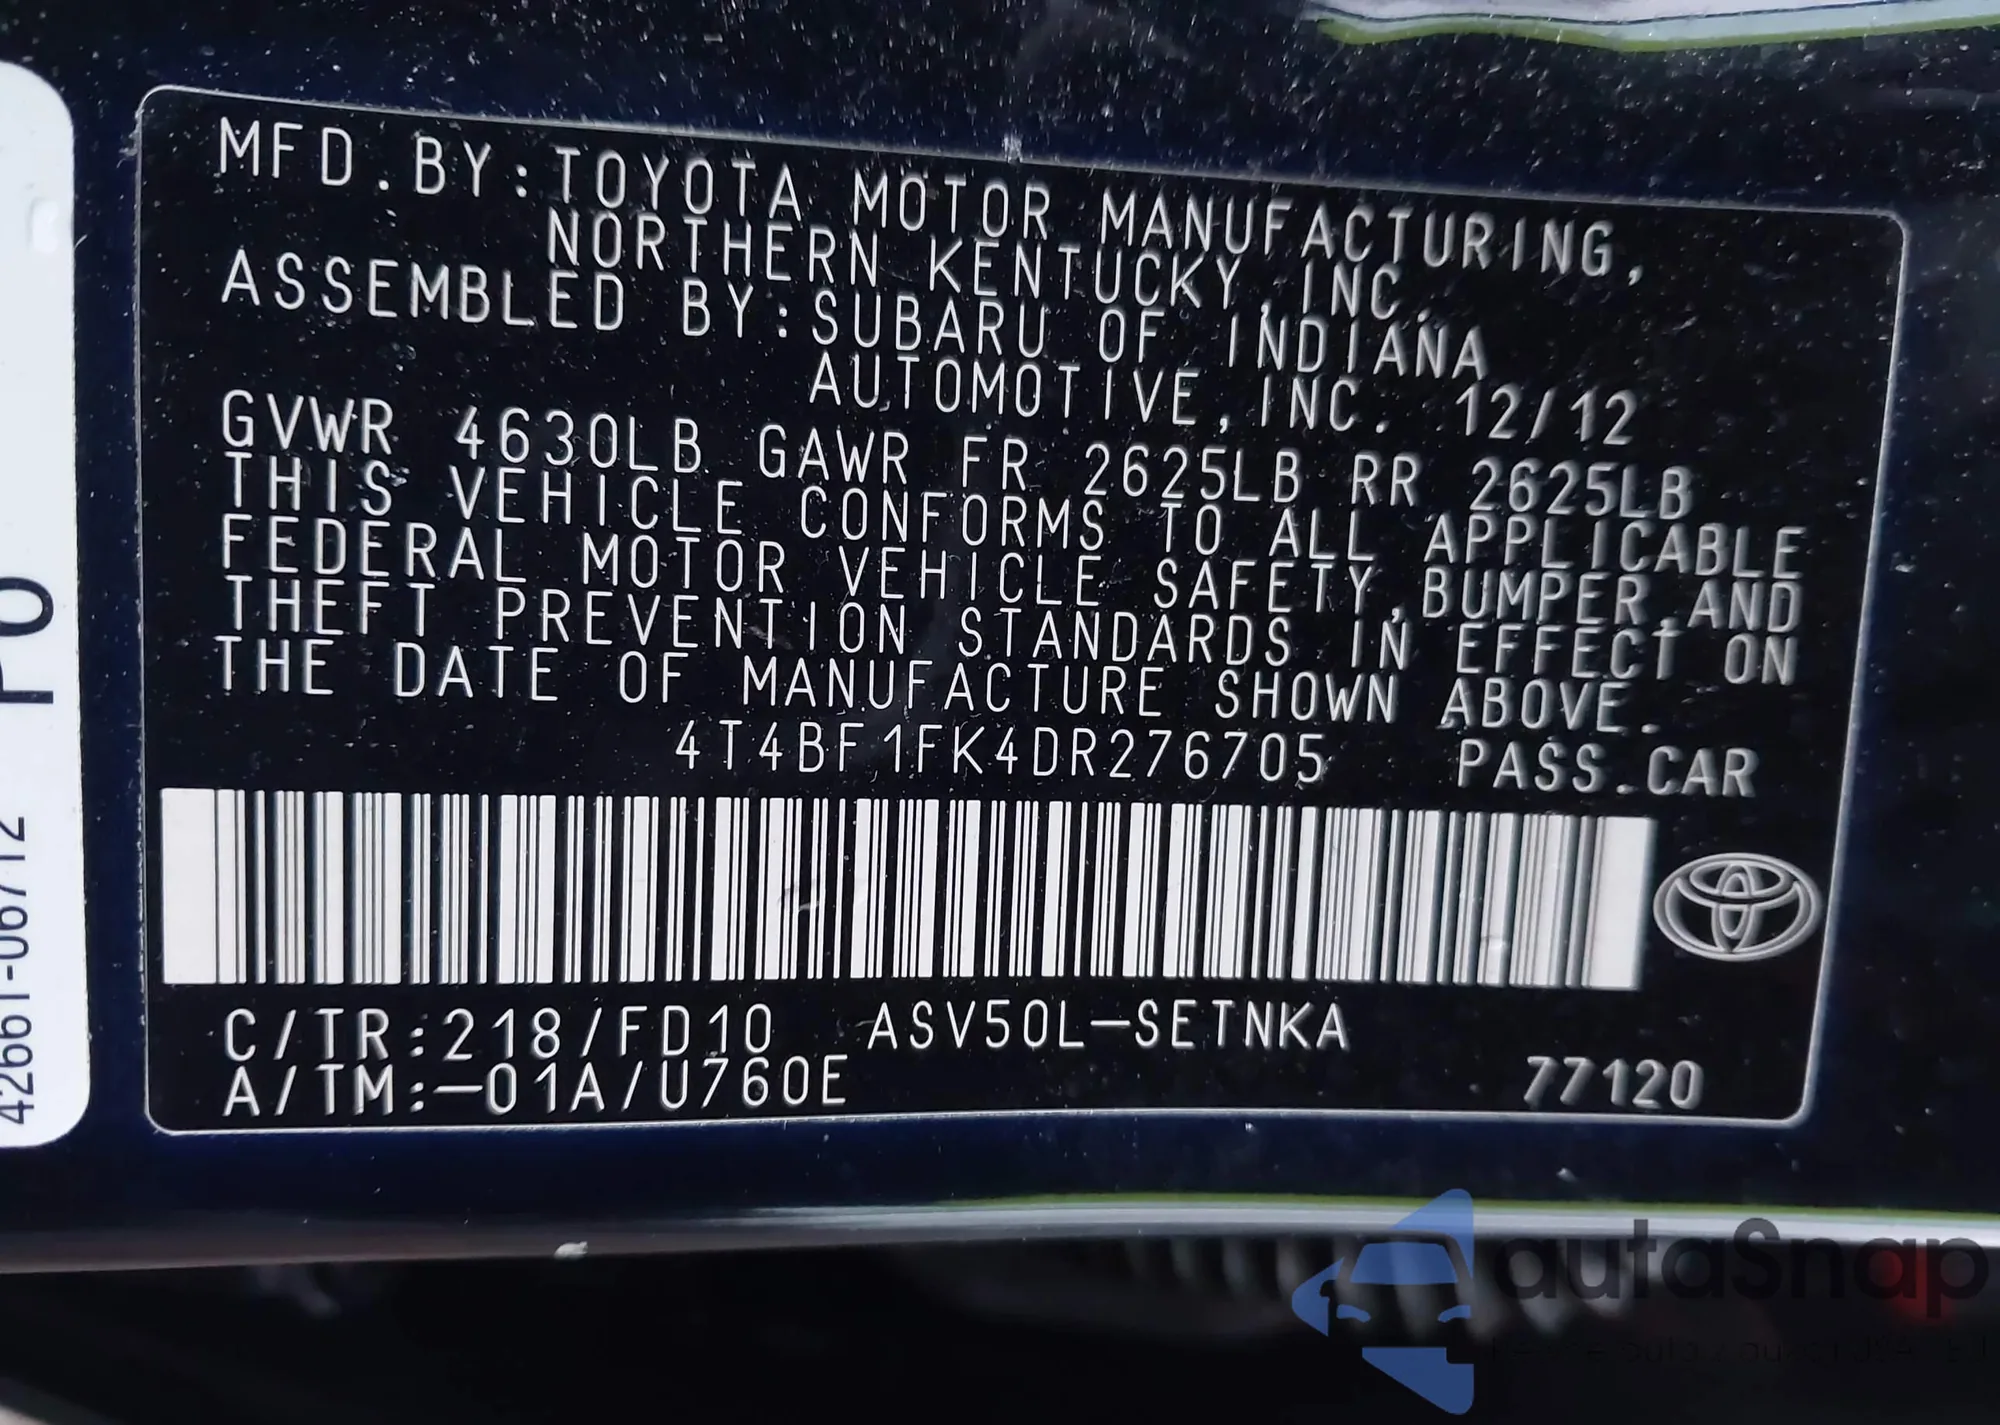 MFD.BY:TOYOTA MOTOR MANUFACTURING,
NORTHERN KENTUCKY,INC.
ASSEMBLED BY:SUBARU OF INDIANA
AUTOMOTIVE,INC. 12/12
GVWR 4630LB GAWR FR 2625LB RR 2625LB
THIS VEHICLE CONFORMS TO ALL APPLICABLE
FEDERAL MOTOR VEHICLE SAFETY,BUMPER,AND
THEFT PREVENTION STANDARDS IN EFFECT ON
THE DATE OF MANUFACTURE SHOWN ABOVE.
4T4BF1FK4DR276705 PASS.CAR
C/TR:218/FD10 ASV50L-SETNKA
A/TM:-01A/U760E 77120
42661-06712
autoSnap